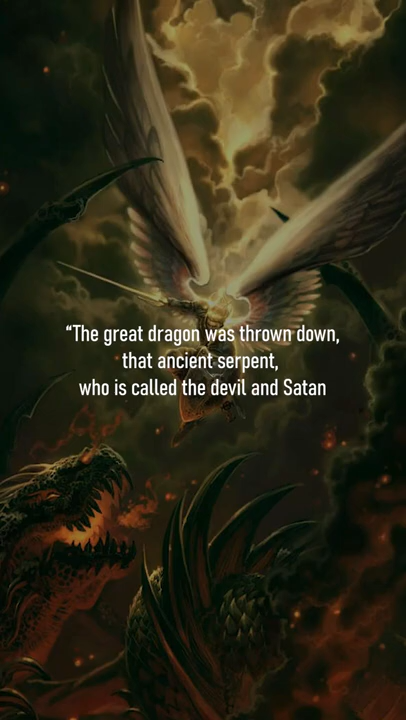 “The great dragon was thrown down,
that ancient serpent,
who is called the devil and Satan